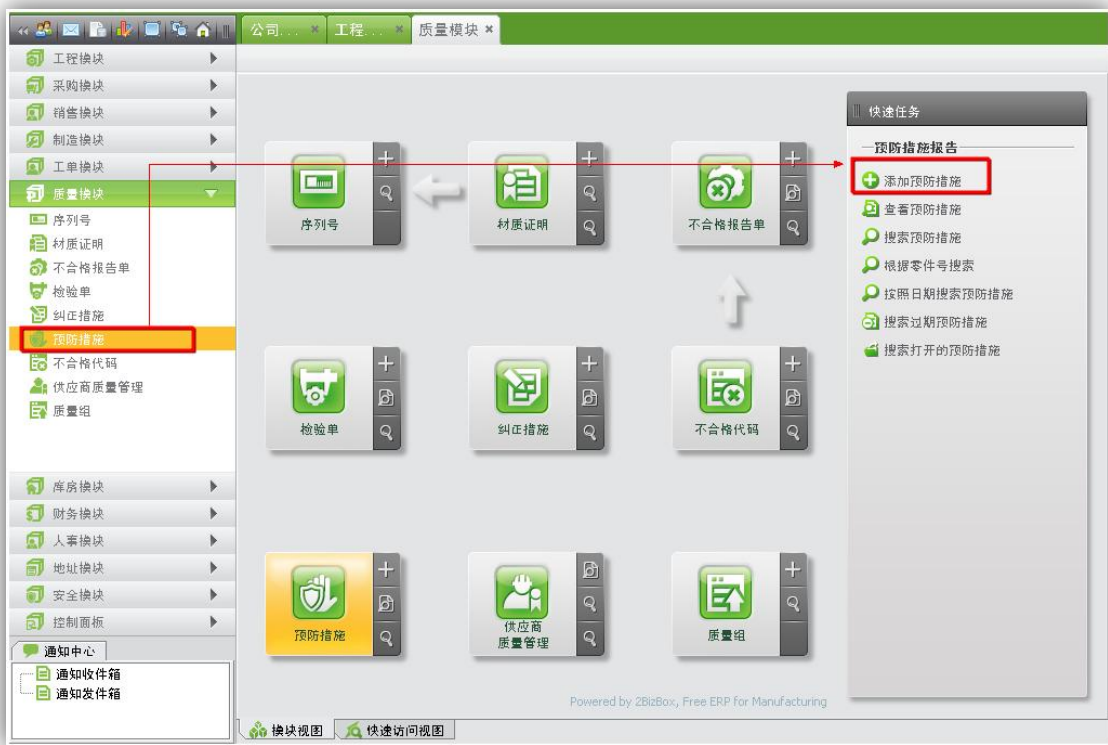 公司...
工程...
质量模块
工程模块
采购模块
销售模块
制造模块
工单模块
质量模块
序列号
材质证明
不合格报告单
检验单
纠正措施
预防措施
不合格代码
供应商质量管理
质量组
库房模块
财务模块
人事模块
地址模块
安全模块
控制面板
通知中心
通知收件箱
通知发件箱
序列号
材质证明
不合格报告单
检验单
纠正措施
不合格代码
预防措施
供应商
质量管理
质量组
Powered by 2BizBox, Free ERP for Manufacturing
模块视图
快速访问视图
快速任务
预防措施报告
添加预防措施
查看预防措施
搜索预防措施
根据零件号搜索
按照日期搜索预防措施
搜索过期预防措施
搜索打开的预防措施